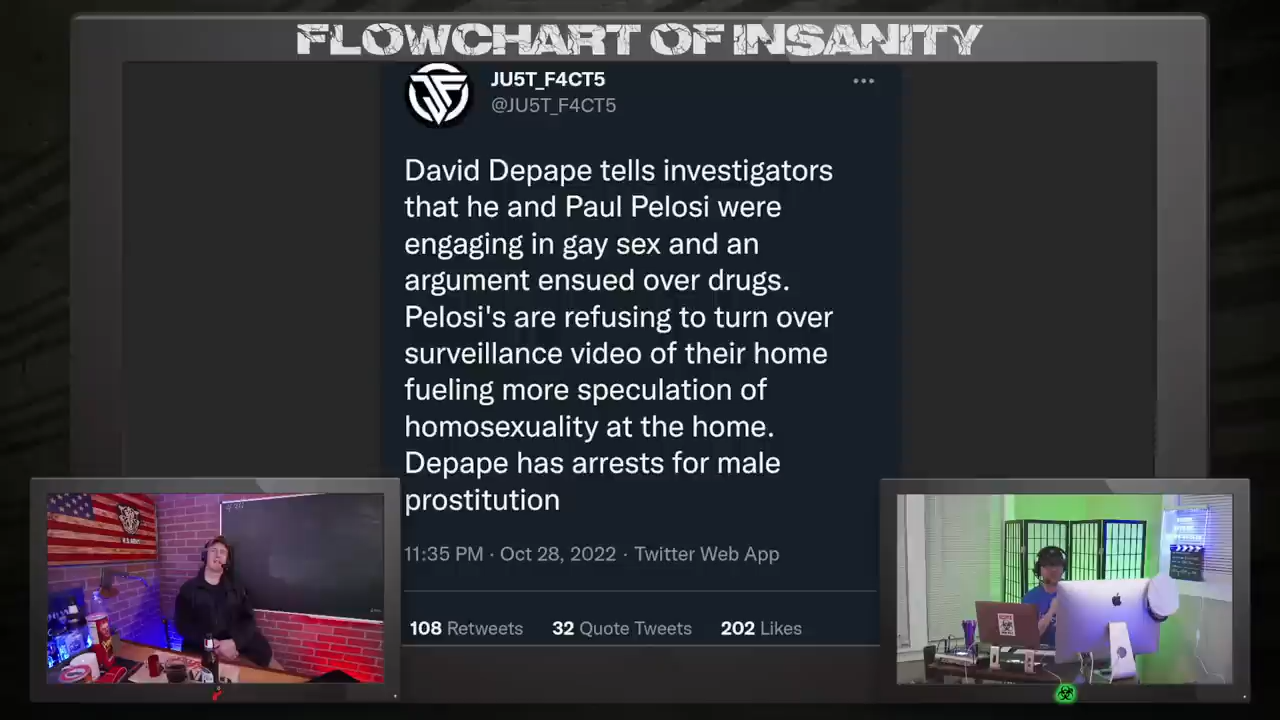 FLOWCHART OF INSANITY
JU5T_F4CT5
@JU5T_F4CT5
David Depape tells investigators
that he and Paul Pelosi were
engaging in gay sex and an
argument ensued over drugs.
Pelosi's are refusing to turn over
surveillance video of their home
fueling more speculation of
homosexuality at the home.
Depape has arrests for male
prostitution
11:35 PM · Oct 28, 2022 · Twitter Web App
108 Retweets 32 Quote Tweets 202 Likes